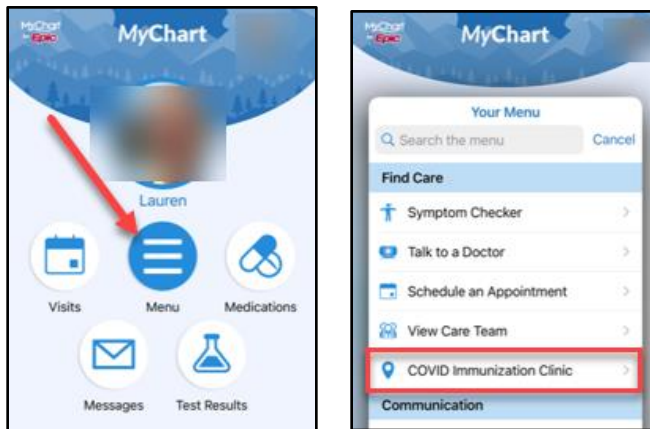 MyChart
by Epic
MyChart
Lauren
Visits
Menu
Medications
Messages
Test Results
MyChart
by Epic
MyChart
Your Menu
Search the menu
Cancel
Find Care
Symptom Checker
Talk to a Doctor
Schedule an Appointment
View Care Team
COVID Immunization Clinic
Communication